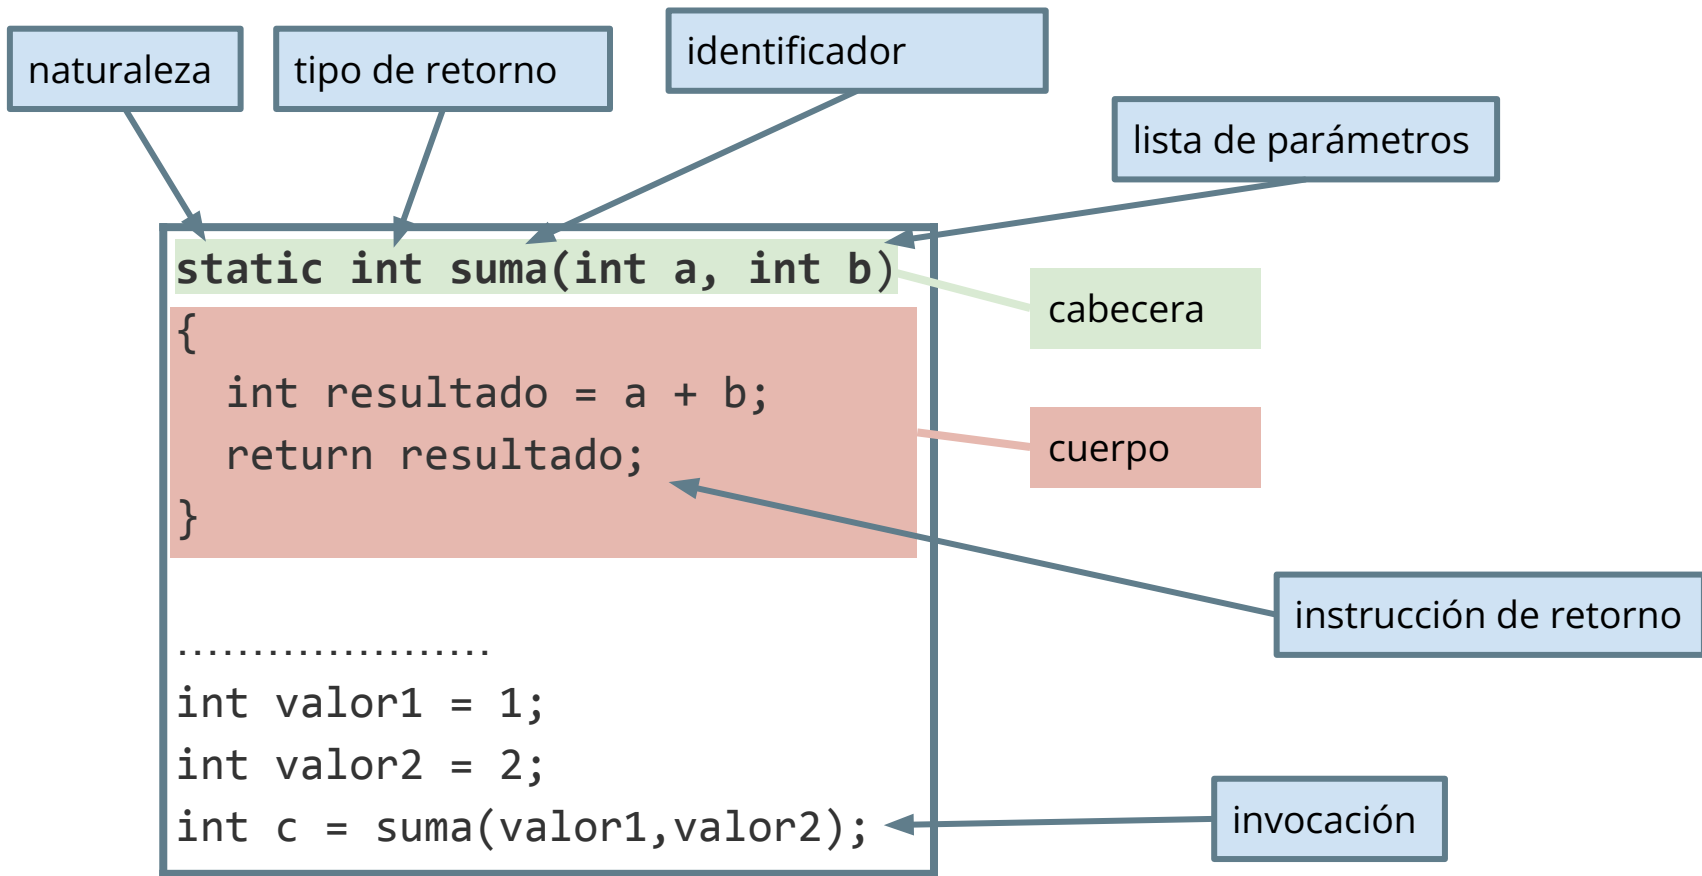 identificador
naturaleza
tipo de retorno
lista de parámetros
static int suma(int a, int b)
cabecera
{
int resultado = a + b;
cuerpo
return resultado;
}
instrucción de retorno
.....................
int valor1 = 1;
int valor2 = 2;
int c = suma(valor1,valor2);
invocación